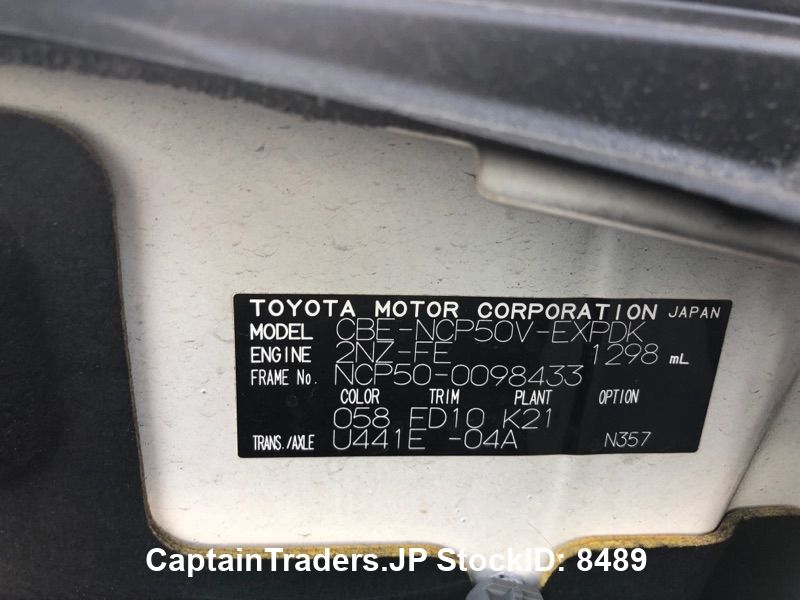 TOYOTA MOTOR CORPORATION JAPAN
MODEL CBE-NCP50V-EXPDK
ENGINE 2NZ-FE 1298 mL
FRAME No. NCP50-0098433
COLOR TRIM PLANT OPTION
058 FD10 K21
TRANS./AXLE U441E -04A N357
CaptainTraders.JP StockID: 8489